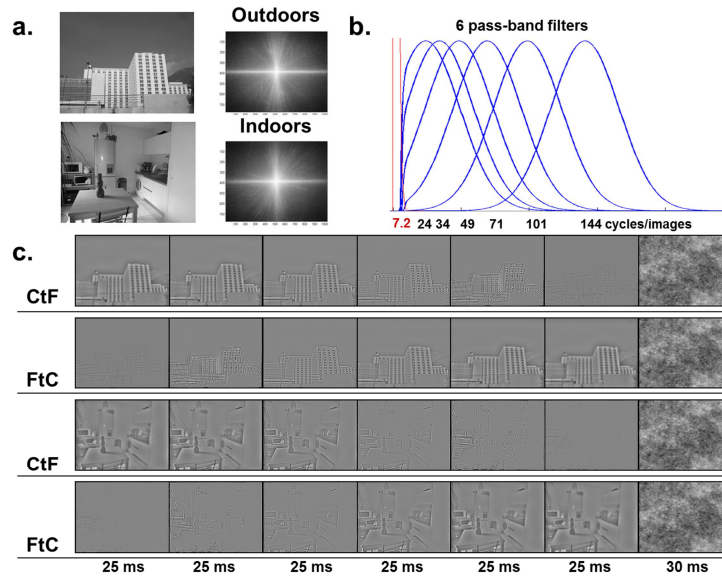 a.
Outdoors
Indoors
b.
6 pass-band filters
7.2 24 34 49 71 101 144 cycles/images
c.
CtF
FtC
CtF
FtC
25 ms 25 ms 25 ms 25 ms 25 ms 25 ms 30 ms